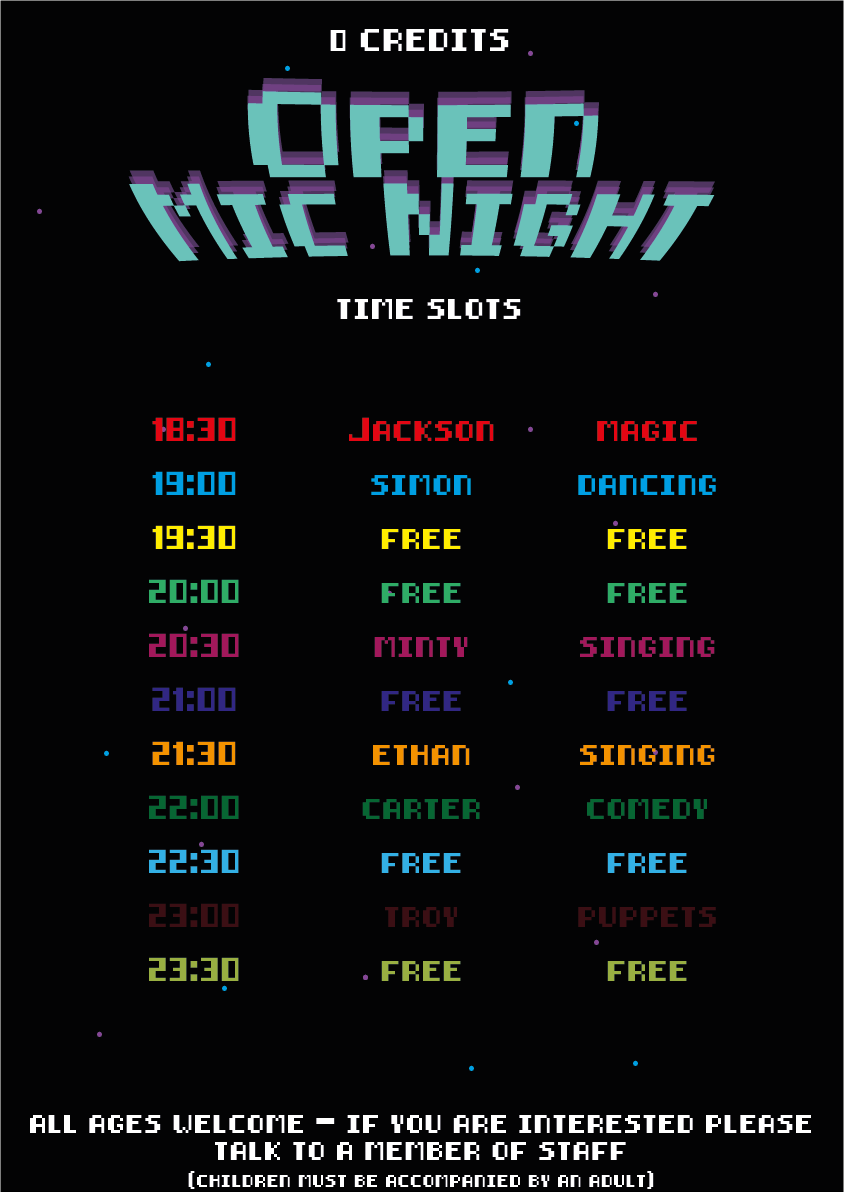 0 CREDITS
OPEN
MIC NIGHT
TIME SLOTS
18:30 JACKSON MAGIC
19:00 SIMON DANCING
19:30 FREE FREE
20:00 FREE FREE
20:30 MINTY SINGING
21:00 FREE FREE
21:30 ETHAN SINGING
22:00 CARTER COMEDY
22:30 FREE FREE
23:00 TROY PUPPETS
23:30 FREE FREE
ALL AGES WELCOME - IF YOU ARE INTERESTED PLEASE
TALK TO A MEMBER OF STAFF
(CHILDREN MUST BE ACCOMPANIED BY AN ADULT)